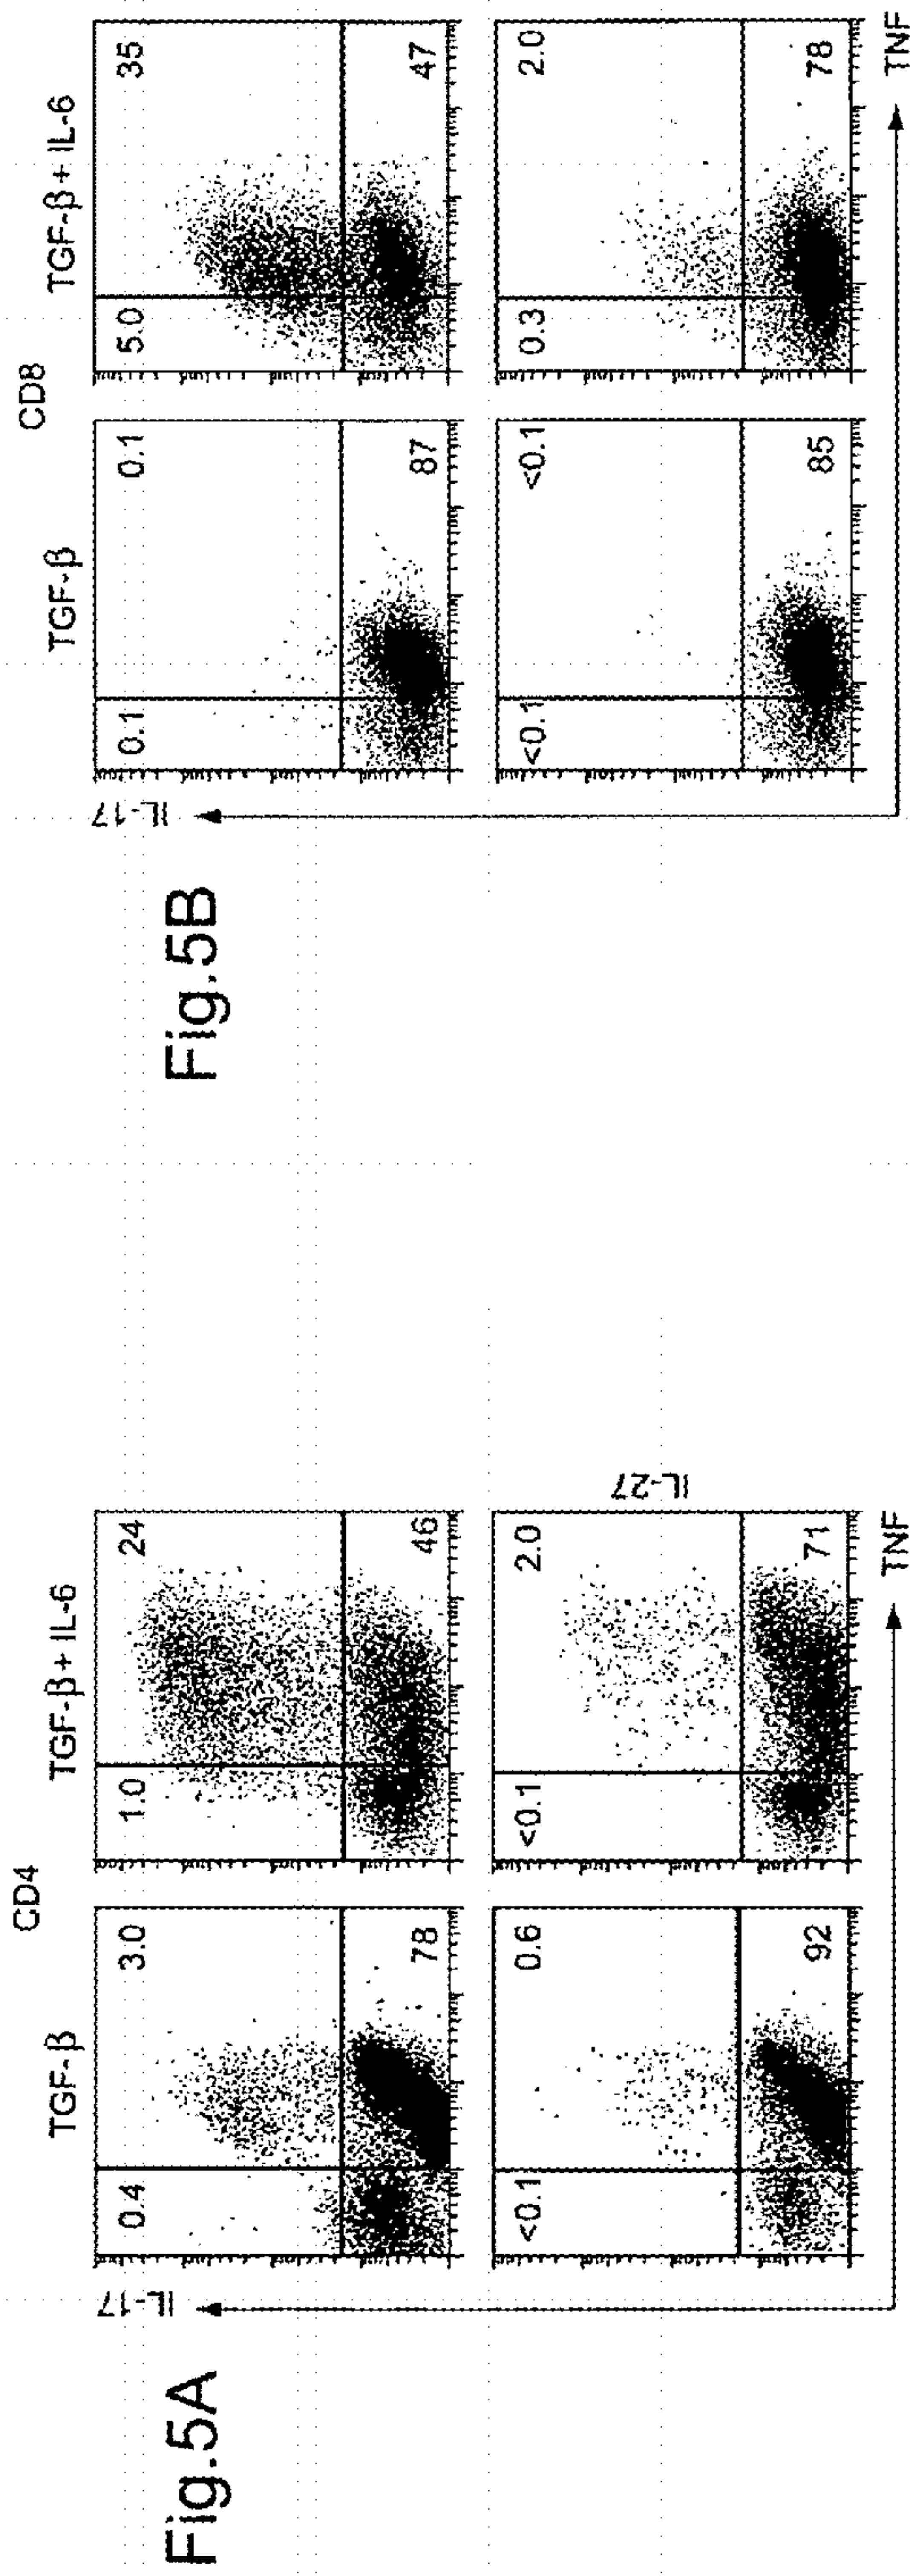 Fig.5A
CD4
TGF-β
TGF-β+ IL-6
IL-17
0.4
3.0
78
1.0
24
46
<0.1
0.6
92
<0.1
2.0
71
IL-27
TNF
Fig.5B
CD8
TGF-β
TGF-β+ IL-6
IL-17
0.1
0.1
87
5.0
35
47
<0.1
<0.1
85
0.3
2.0
78
TNF